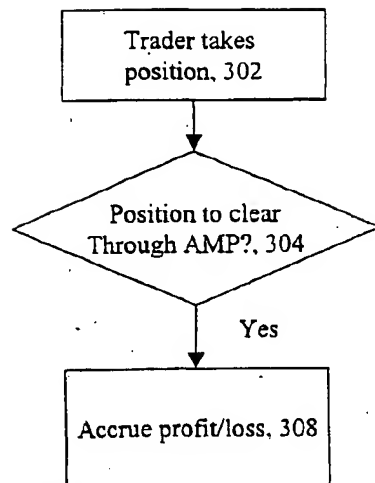 Trader takes
position, 302
Position to clear
Through AMP?, 304
Yes
Accrue profit/loss, 308